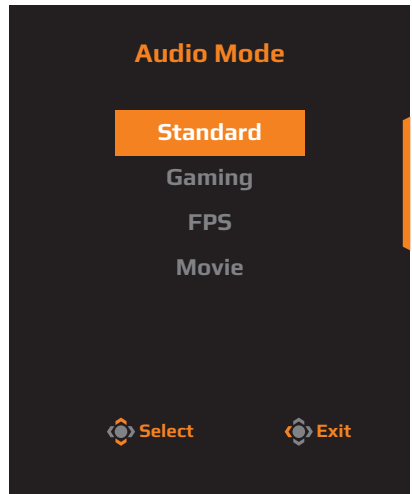 Audio Mode
Standard
Gaming
FPS
Movie
Select Exit